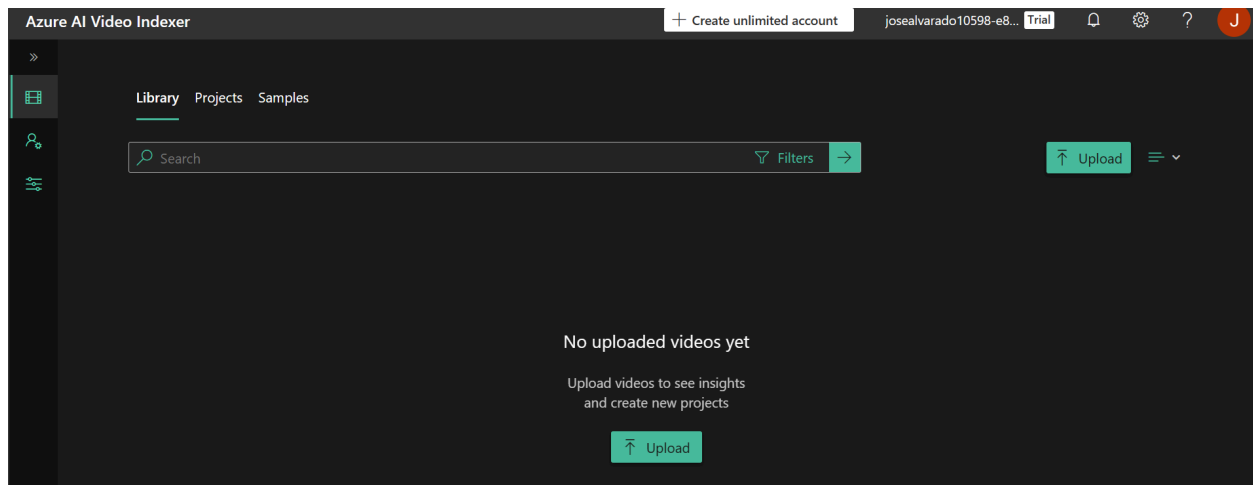 Azure AI Video Indexer
Create unlimited account
josealvarado10598-e8... Trial
?
J
Library Projects Samples
Search
Filters
Upload
No uploaded videos yet
Upload videos to see insights
and create new projects
Upload